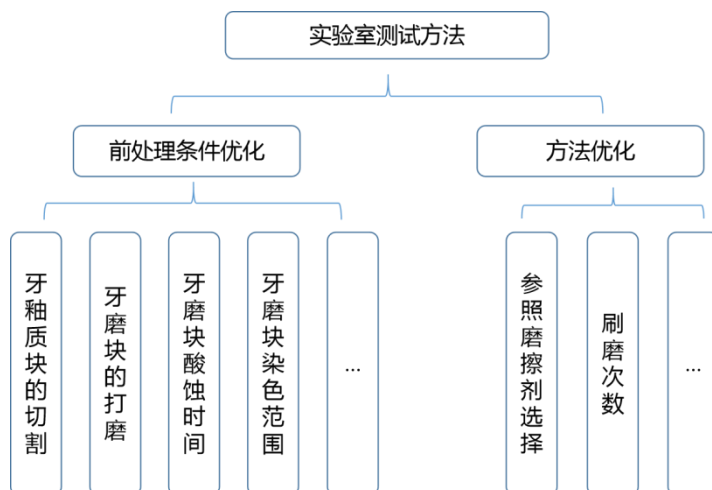 实验室测试方法
前处理条件优化
方法优化
牙釉质块的切割
牙磨块的打磨
牙磨块酸蚀时间
牙磨块染色范围
...
参照磨擦剂选择
刷磨次数
...